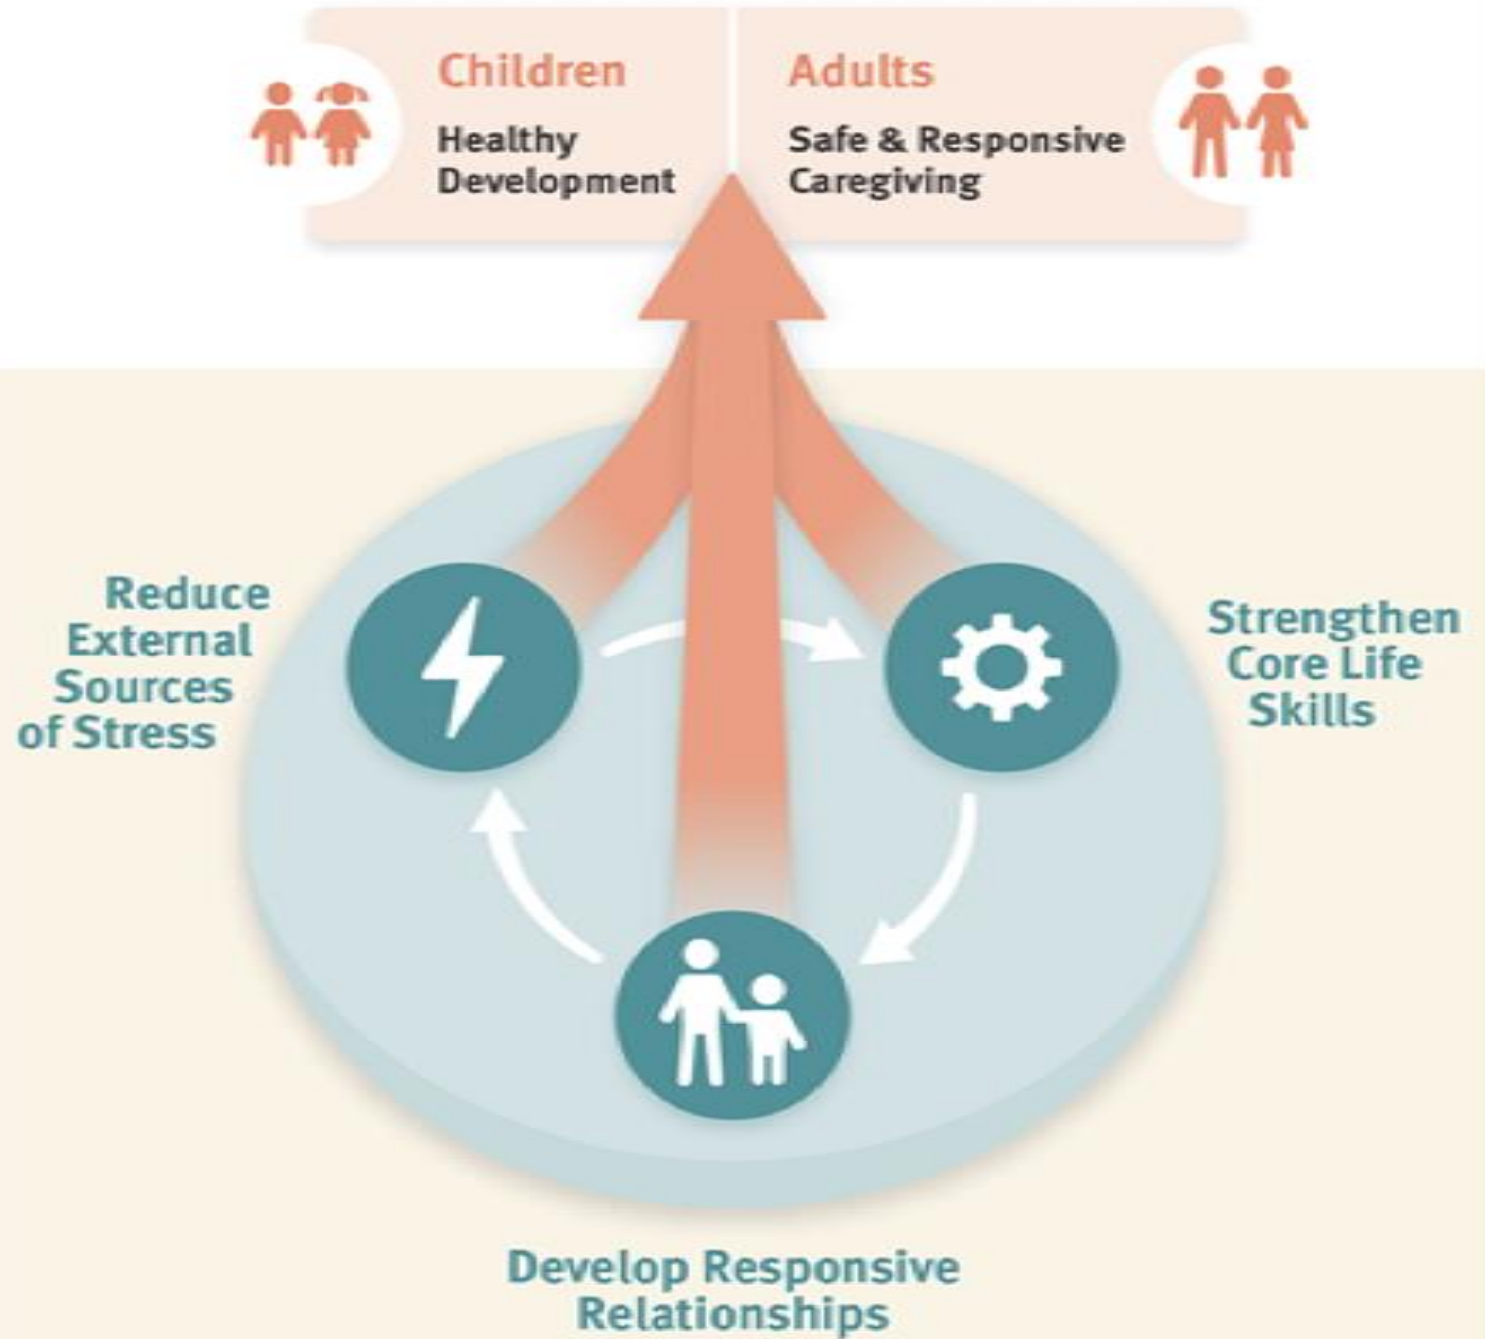 Children
Healthy
Development
Adults
Safe & Responsive
Caregiving
Reduce
External
Sources
of Stress
Strengthen
Core Life
Skills
Develop Responsive
Relationships